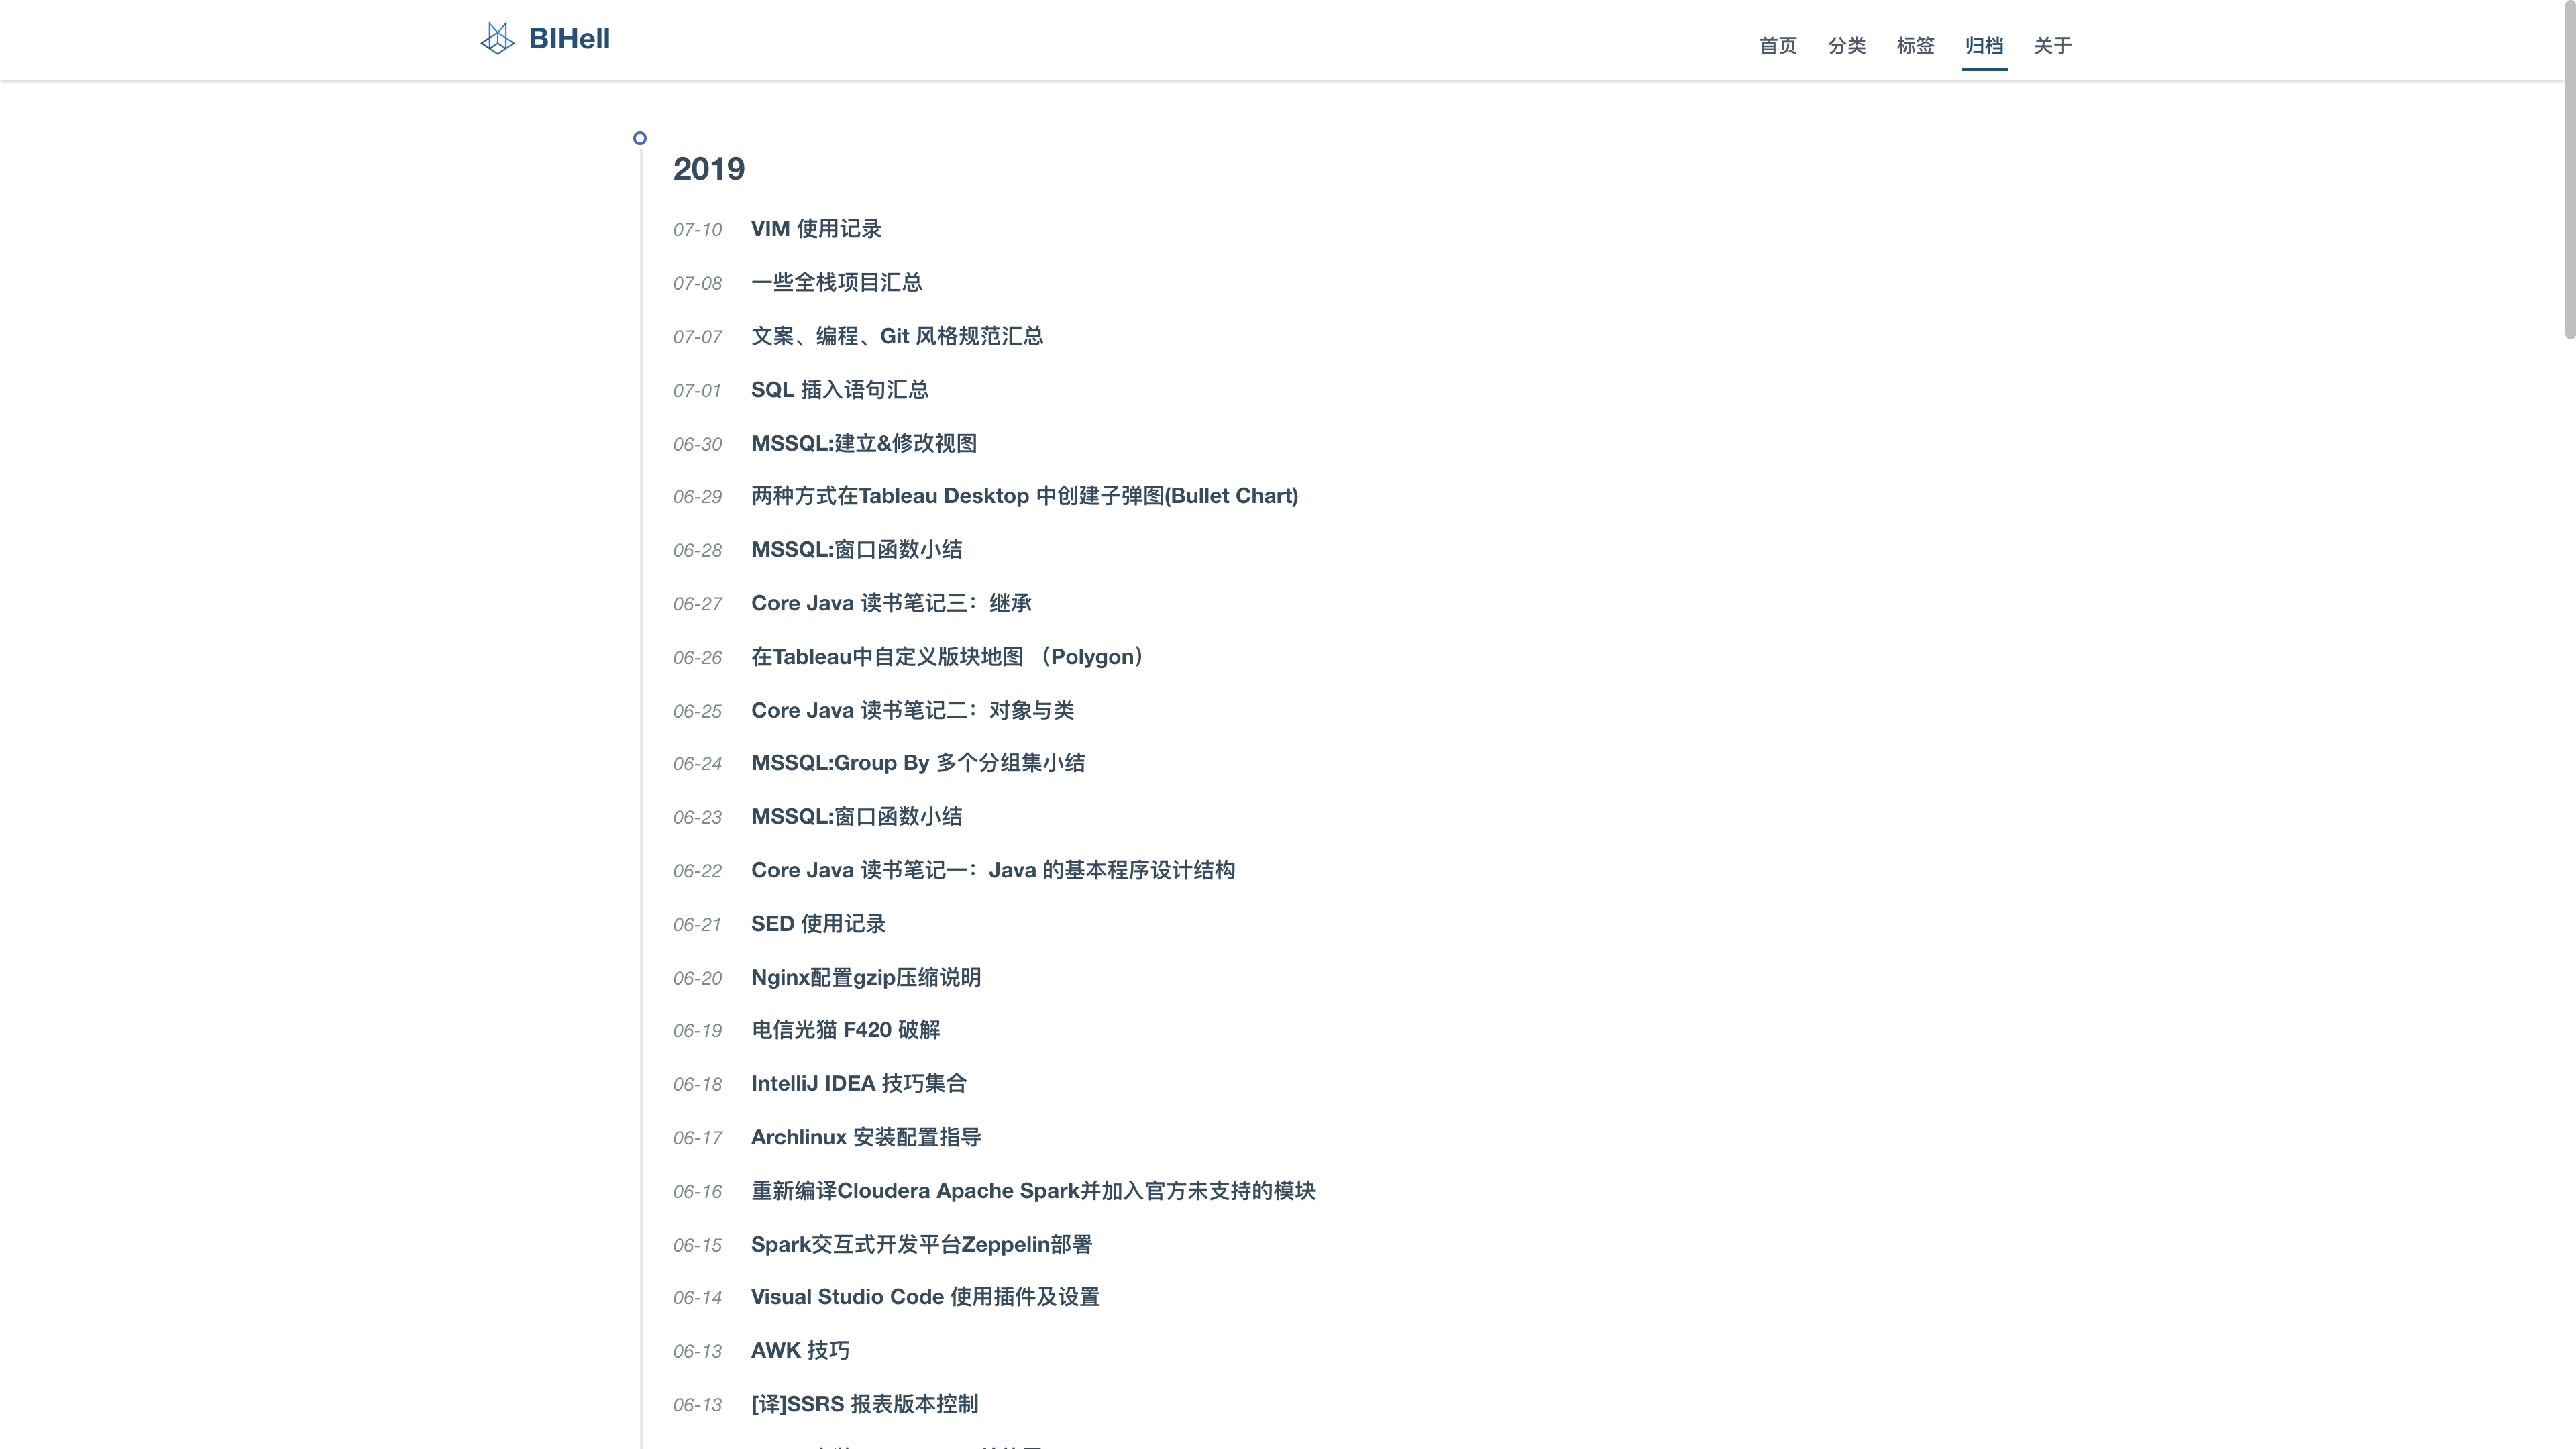 BIHell
首页 分类 标签 归档 关于
2019
07-10 VIM 使用记录
07-08 一些全栈项目汇总
07-07 文案、编程、Git 风格规范汇总
07-01 SQL 插入语句汇总
06-30 MSSQL:建立&修改视图
06-29 两种方式在Tableau Desktop 中创建子弹图(Bullet Chart)
06-28 MSSQL:窗口函数小结
06-27 Core Java 读书笔记三：继承
06-26 在Tableau中自定义版块地图 （Polygon）
06-25 Core Java 读书笔记二：对象与类
06-24 MSSQL:Group By 多个分组集小结
06-23 MSSQL:窗口函数小结
06-22 Core Java 读书笔记一：Java 的基本程序设计结构
06-21 SED 使用记录
06-20 Nginx配置gzip压缩说明
06-19 电信光猫 F420 破解
06-18 IntelliJ IDEA 技巧集合
06-17 Archlinux 安装配置指导
06-16 重新编译Cloudera Apache Spark并加入官方未支持的模块
06-15 Spark交互式开发平台Zeppelin部署
06-14 Visual Studio Code 使用插件及设置
06-13 AWK 技巧
06-13 [译]SSRS 报表版本控制